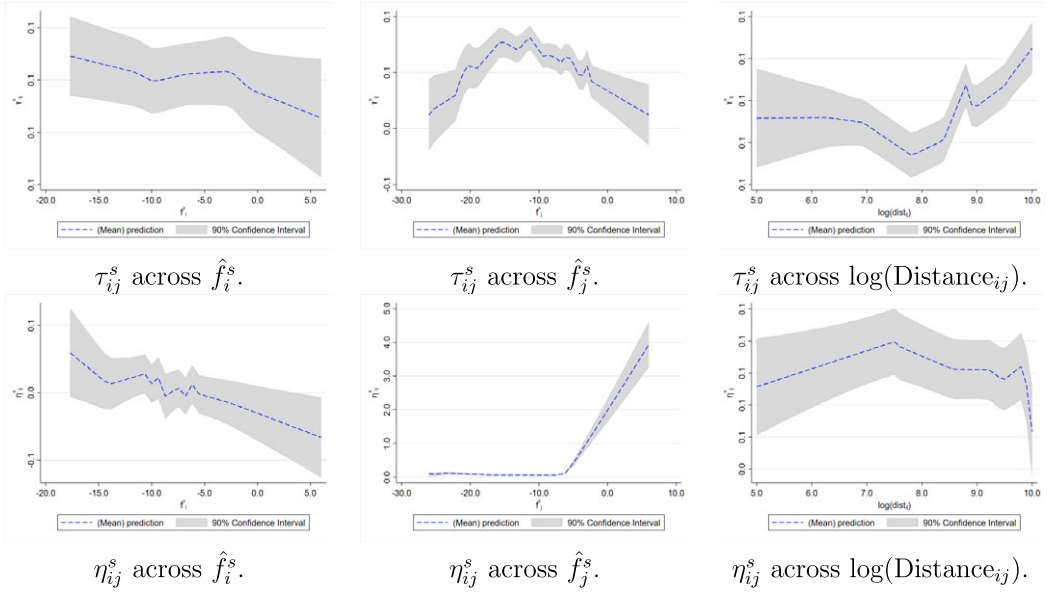 0.1
0.1
0.1
0.1
-20.0 -15.0 -10.0 -5.0 0.0 5.0
(Mean) prediction 90% Confidence Interval
τ^s_ij across f̂^s_i.
0.1
0.1
0.0
-0.1
-30.0 -20.0 -10.0 0.0 10.0
(Mean) prediction 90% Confidence Interval
τ^s_ij across f̂^s_j.
0.1
0.1
0.1
0.1
5.0 6.0 7.0 8.0 9.0 10.0
log(dist_ij)
(Mean) prediction 90% Confidence Interval
τ^s_ij across log(Distance_ij).
0.1
0.0
-0.1
-20.0 -15.0 -10.0 -5.0 0.0 5.0
(Mean) prediction 90% Confidence Interval
η^s_ij across f̂^s_i.
5.0
4.0
3.0
2.0
1.0
0.0
-30.0 -20.0 -10.0 0.0 10.0
(Mean) prediction 90% Confidence Interval
η^s_ij across f̂^s_j.
0.1
0.1
0.1
0.1
0.0
5.0 6.0 7.0 8.0 9.0 10.0
log(dist_ij)
(Mean) prediction 90% Confidence Interval
η^s_ij across log(Distance_ij).